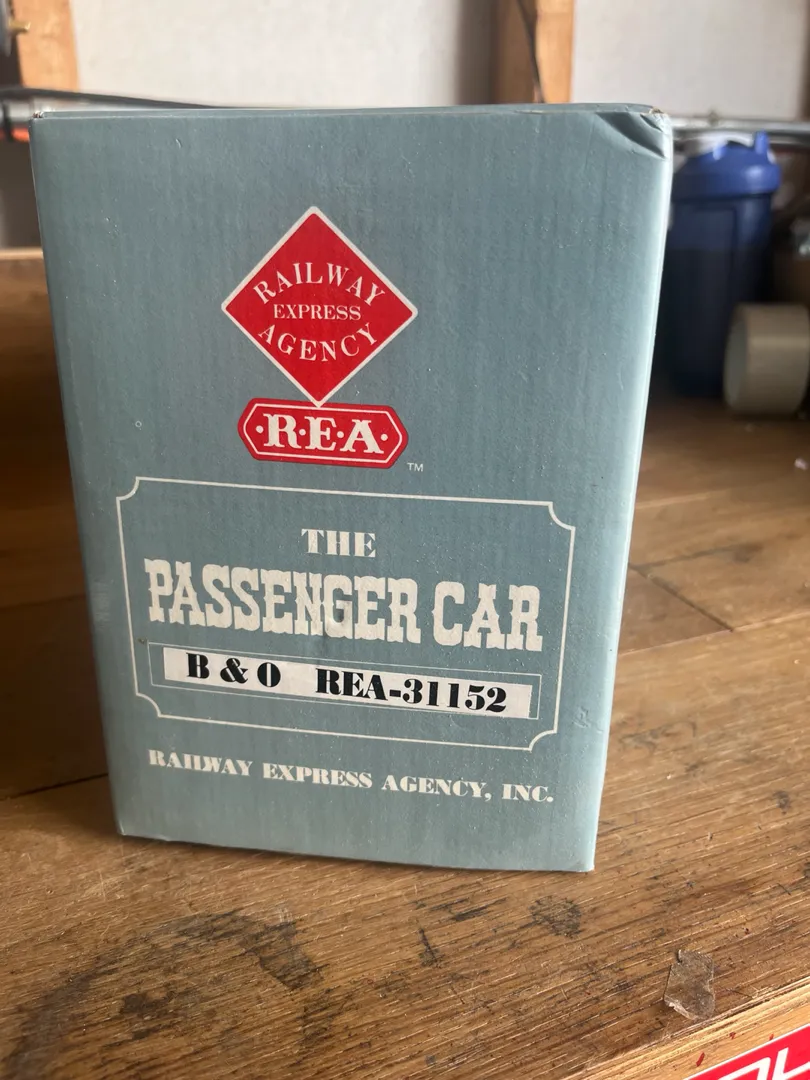 RAILWAY
EXPRESS
AGENCY
·R·E·A·
TM
THE
PASSENGER CAR
B & O REA-31152
RAILWAY EXPRESS AGENCY, INC.